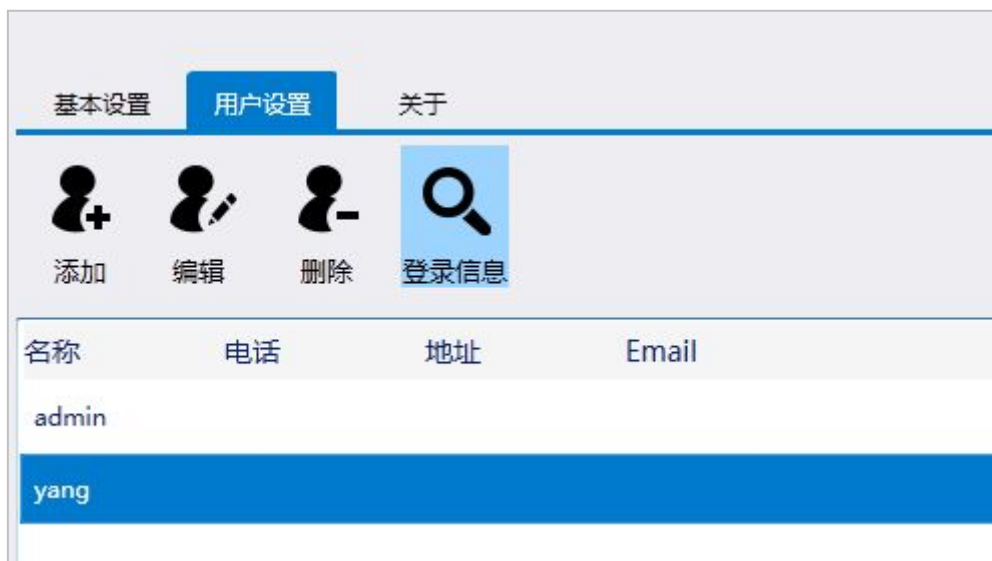 基本设置 用户设置 关于
添加 编辑 删除 登录信息
名称 电话 地址 Email
admin
yang